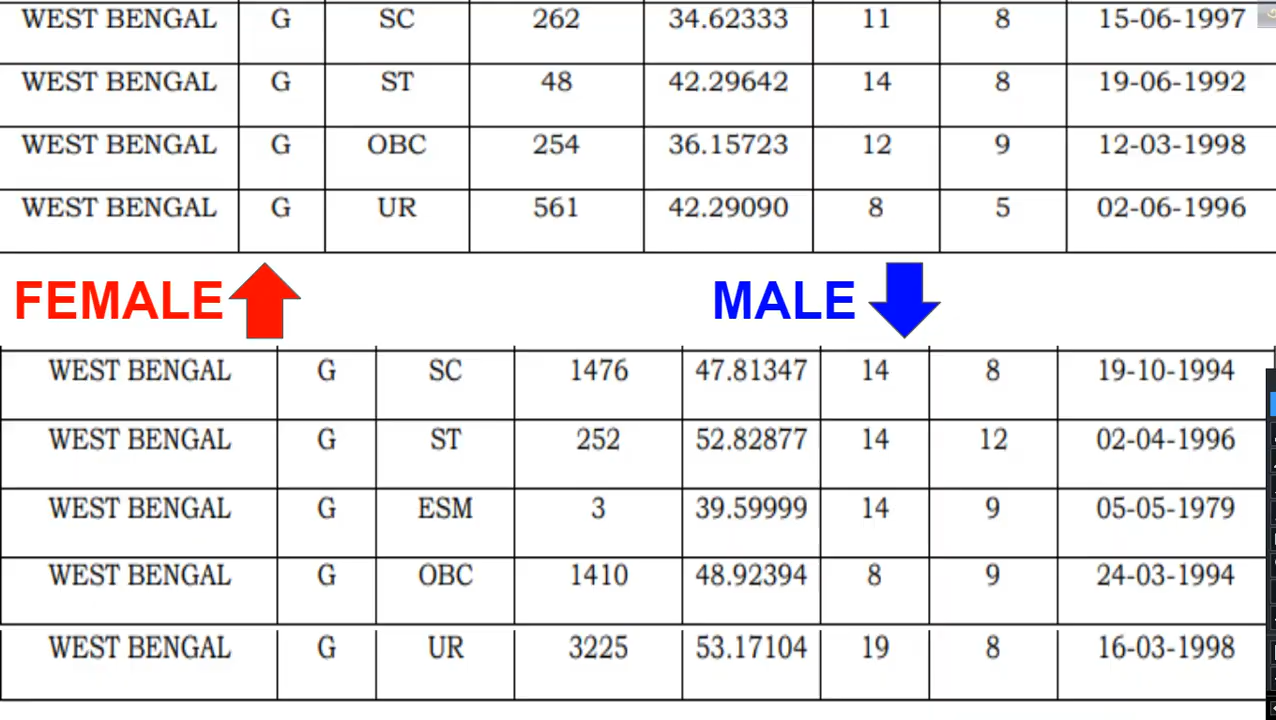 WEST BENGAL G SC 262 34.62333 11 8 15-06-1997
WEST BENGAL G ST 48 42.29642 14 8 19-06-1992
WEST BENGAL G OBC 254 36.15723 12 9 12-03-1998
WEST BENGAL G UR 561 42.29090 8 5 02-06-1996
FEMALE MALE
WEST BENGAL G SC 1476 47.81347 14 8 19-10-1994
WEST BENGAL G ST 252 52.82877 14 12 02-04-1996
WEST BENGAL G ESM 3 39.59999 14 9 05-05-1979
WEST BENGAL G OBC 1410 48.92394 8 9 24-03-1994
WEST BENGAL G UR 3225 53.17104 19 8 16-03-1998